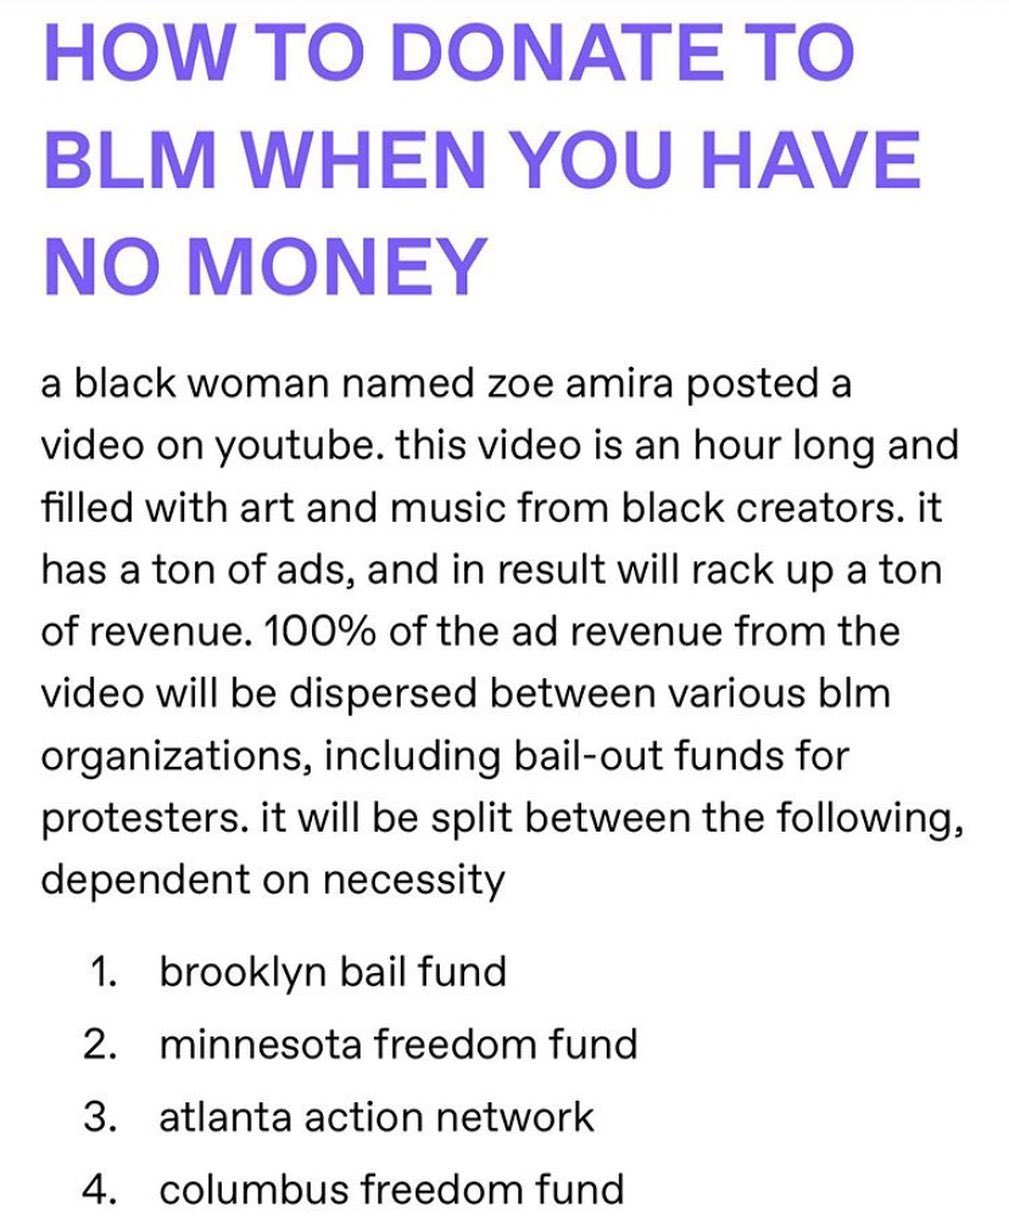 HOW TO DONATE TO
BLM WHEN YOU HAVE
NO MONEY
a black woman named zoe amira posted a
video on youtube. this video is an hour long and
filled with art and music from black creators. it
has a ton of ads, and in result will rack up a ton
of revenue. 100% of the ad revenue from the
video will be dispersed between various blm
organizations, including bail-out funds for
protesters. it will be split between the following,
dependent on necessity
1. brooklyn bail fund
2. minnesota freedom fund
3. atlanta action network
4. columbus freedom fund